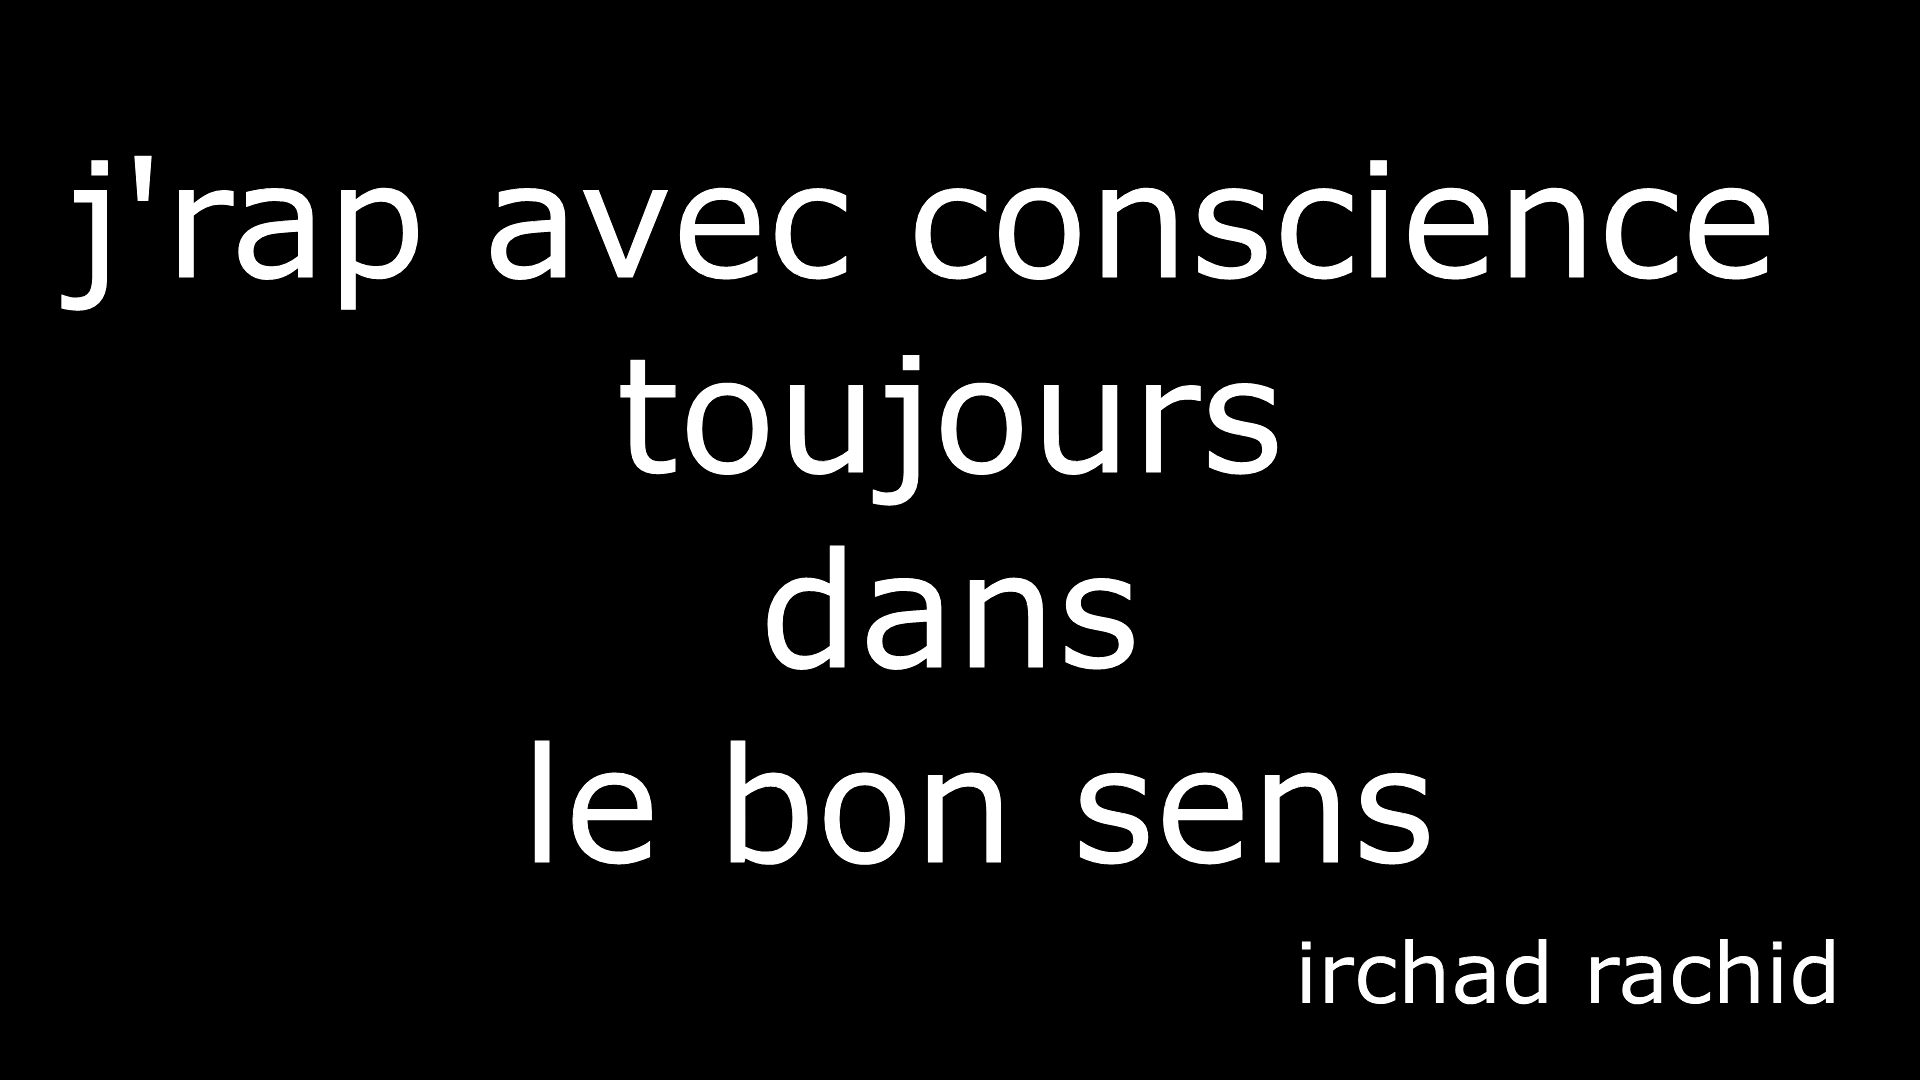 j'rap avec conscience
toujours
dans
le bon sens
irchad rachid